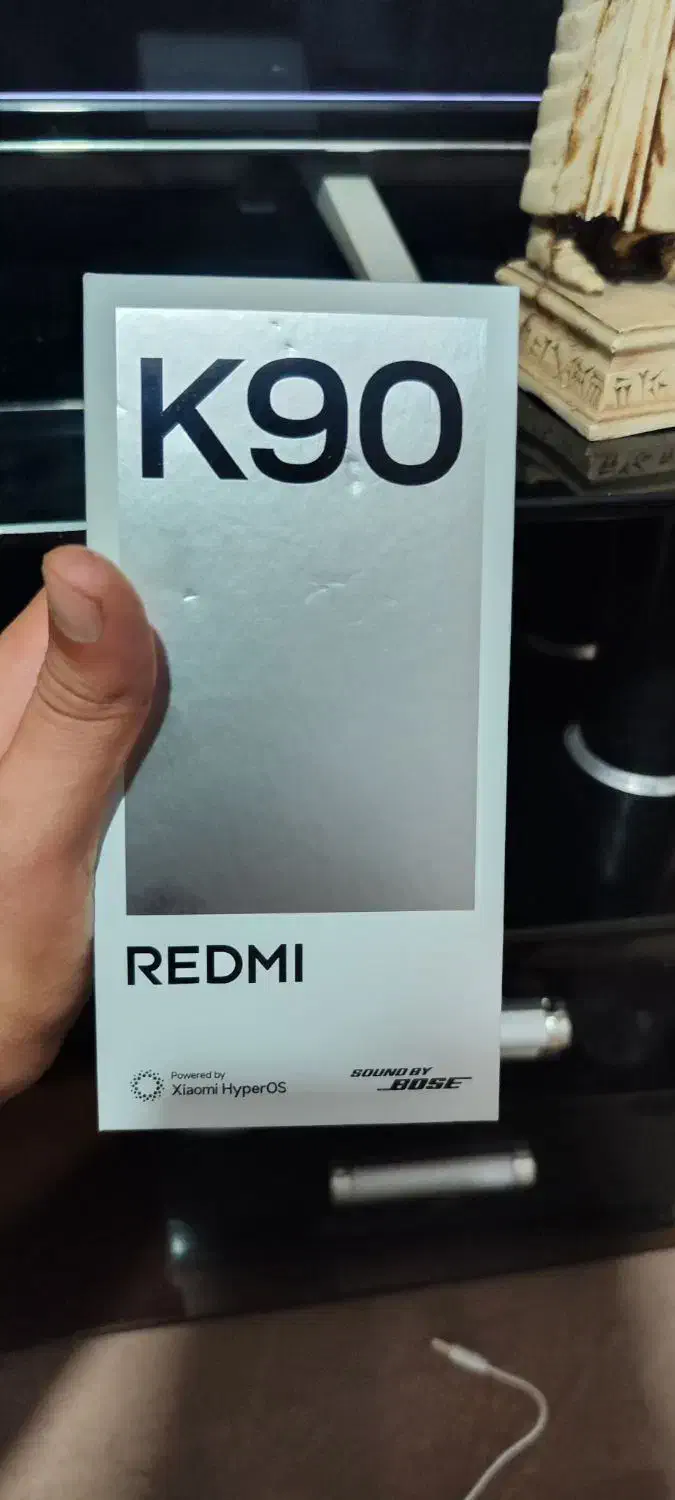 K90
REDMI
Powered by
Xiaomi HyperOS
SOUND BY
BOSE